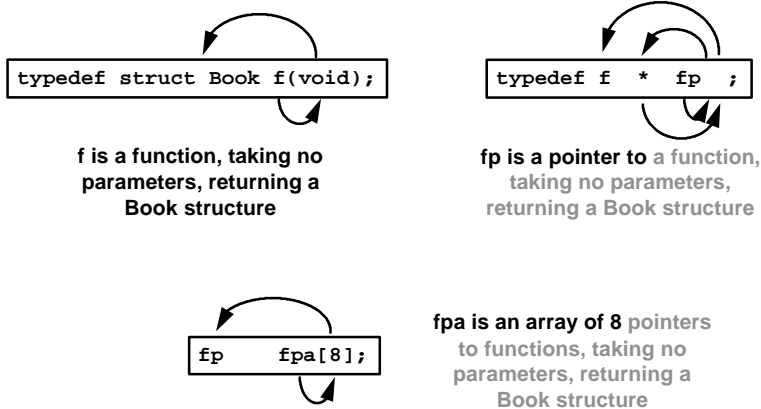 typedef struct Book f(void);
f is a function, taking no
parameters, returning a
Book structure
typedef f * fp ;
fp is a pointer to a function,
taking no parameters,
returning a Book structure
fp fpa[8];
fpa is an array of 8 pointers
to functions, taking no
parameters, returning a
Book structure